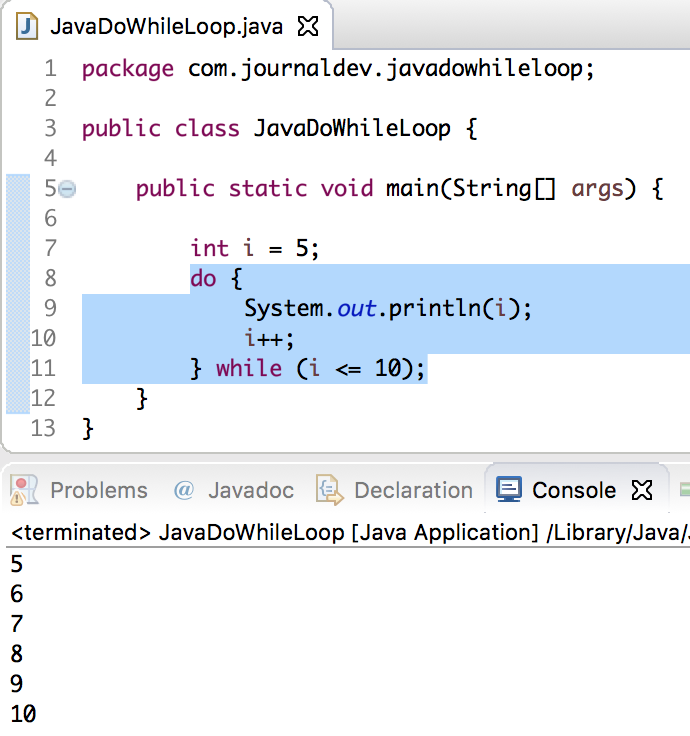 JavaDoWhileLoop.java
1 package com.journaldev.javadowhileloop;
2
3 public class JavaDoWhileLoop {
4
5 public static void main(String[] args) {
6
7 int i = 5;
8 do {
9 System.out.println(i);
10 i++;
11 } while (i <= 10);
12 }
13 }
Problems @ Javadoc Declaration Console
<terminated> JavaDoWhileLoop [Java Application] /Library/Java/
5
6
7
8
9
10